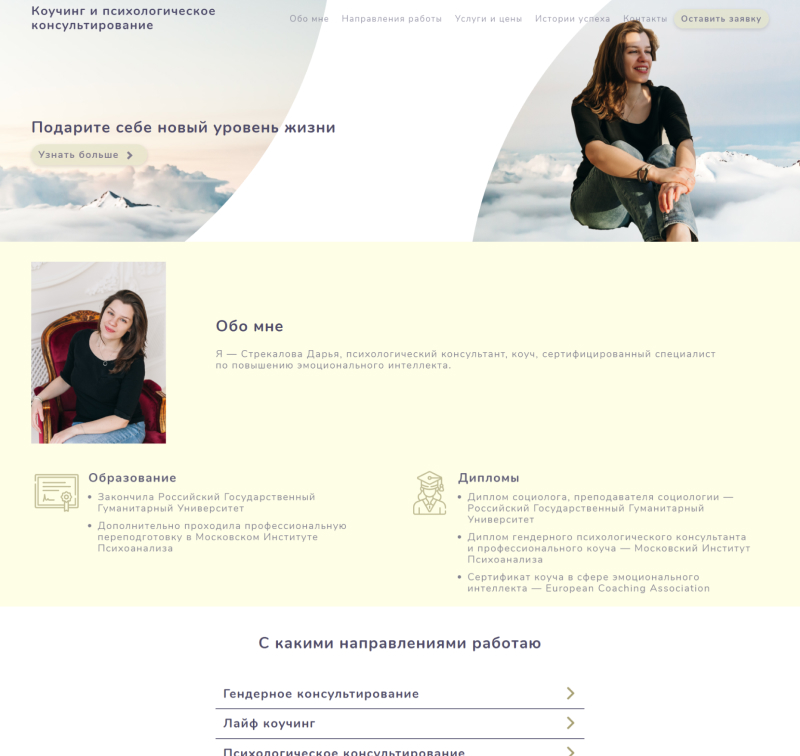 Коучинг и психологическое
консультирование
Обо мне
Направления работы
Услуги и цены
Истории успеха
Контакты
Оставить заявку
Подарите себе новый уровень жизни
Узнать больше
Обо мне
Я — Стрекалова Дарья, психологический консультант, коуч, сертифицированный специалист
по повышению эмоционального интеллекта.
Образование
Закончила Российский Государственный
Гуманитарный Университет
Дополнительно проходила профессиональную
переподготовку в Московском Институте
Психоанализа
Дипломы
Диплом социолога, преподавателя социологии —
Российский Государственный Гуманитарный
Университет
Диплом гендерного психологического консультанта
и профессионального коуча — Московский Институт
Психоанализа
Сертификат коуча в сфере эмоционального
интеллекта — European Coaching Association
С какими направлениями работаю
Гендерное консультирование
Лайф коучинг
Психологическое консультирование